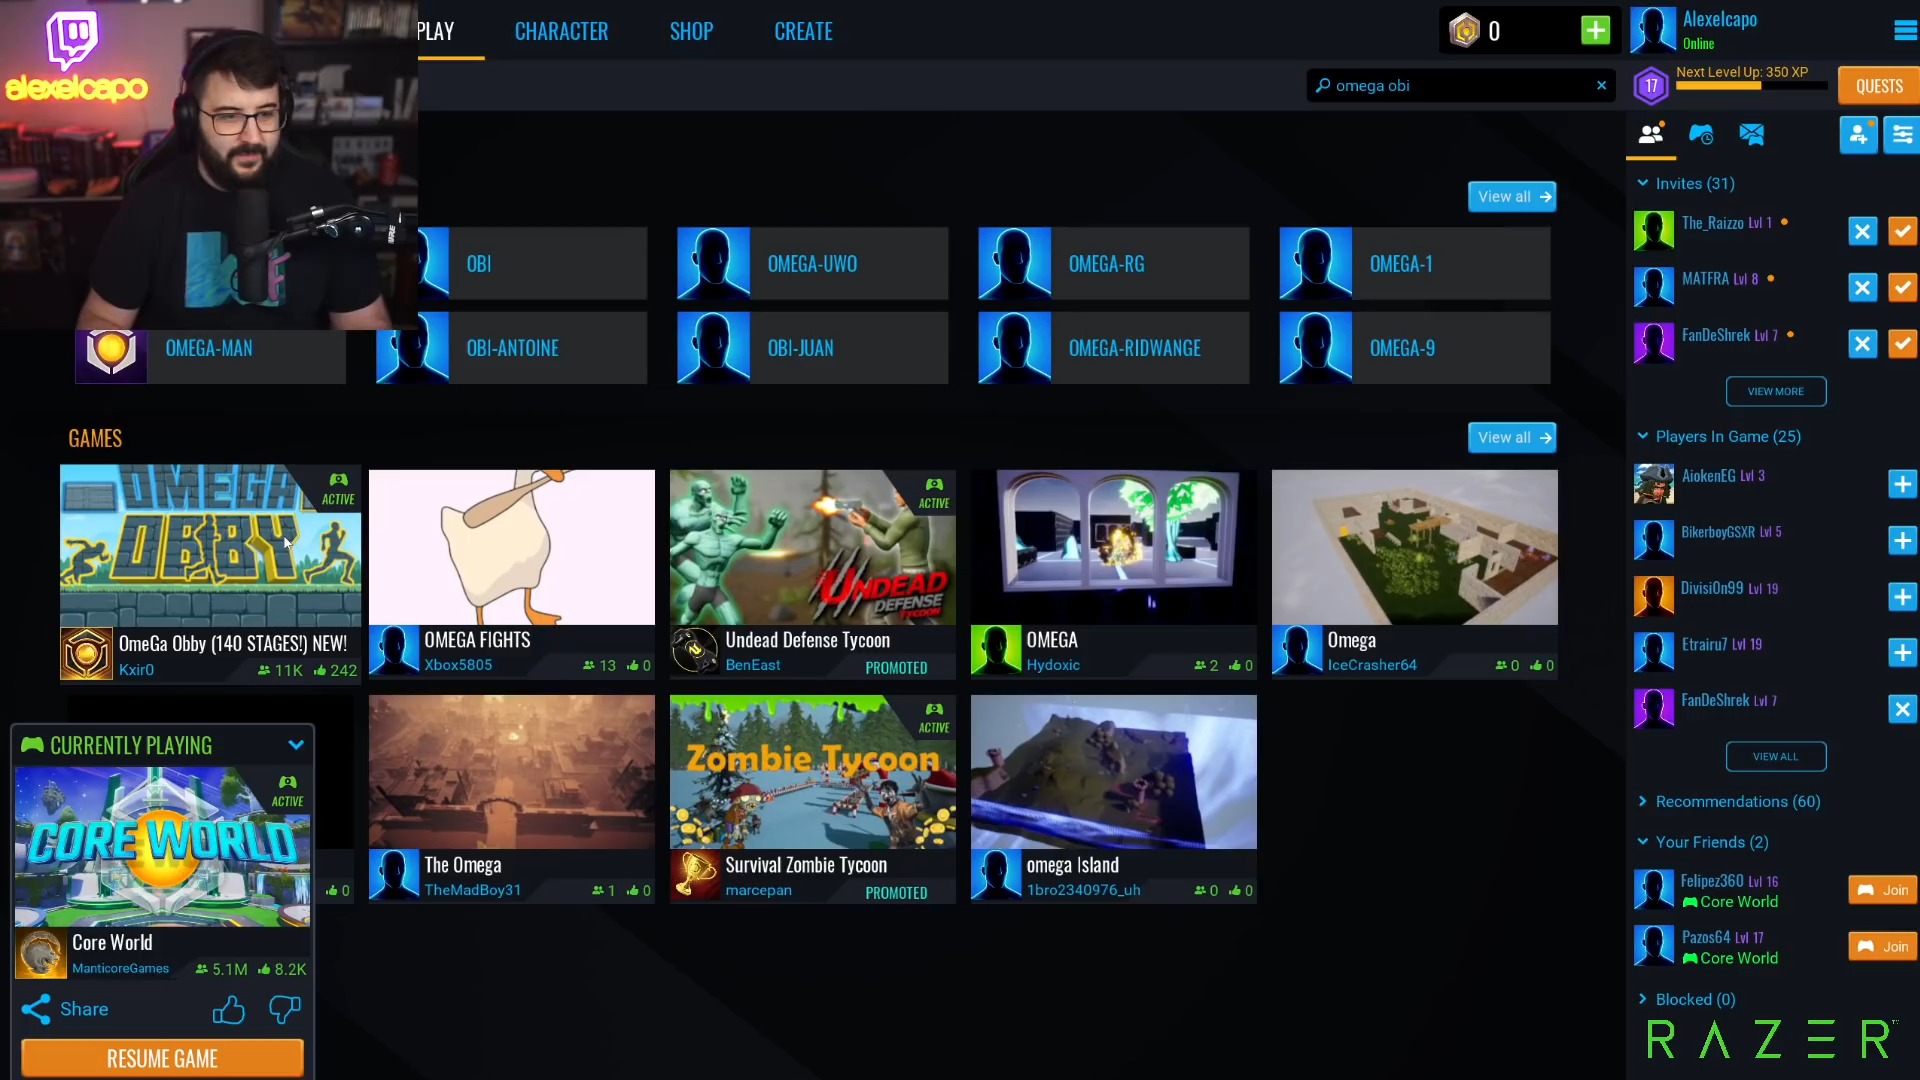 alexelcapo
PLAY
CHARACTER
SHOP
CREATE
0
Alexelcapo
Online
omega obi
17
Next Level Up: 350 XP
QUESTS
View all
Invites (31)
The_Raizzo Lvl 1
MATFRA Lvl 8
FanDeShrek Lvl 7
VIEW MORE
OBI
OMEGA-UWO
OMEGA-RG
OMEGA-1
OMEGA-MAN
OBI-ANTOINE
OBI-JUAN
OMEGA-RIDWANGE
OMEGA-9
GAMES
View all
OMEGA
OBBY
ACTIVE
OmeGa Obby (140 STAGES!) NEW!
Kxir0
11K
242
OMEGA FIGHTS
Xbox5805
13
0
ACTIVE
UNDEAD
DEFENSE
TYCOON
Undead Defense Tycoon
BenEast
PROMOTED
OMEGA
Hydoxic
2
0
Omega
IceCrasher64
0
0
0
The Omega
TheMadBoy31
1
0
ACTIVE
Zombie Tycoon
Survival Zombie Tycoon
marcepan
PROMOTED
omega Island
1bro2340976_uh
0
0
CURRENTLY PLAYING
ACTIVE
CORE WORLD
Core World
ManticoreGames
5.1M
8.2K
Share
RESUME GAME
Players In Game (25)
AiokenEG Lvl 3
BikerboyGSXR Lvl 5
Divisi0n99 Lvl 19
Etrairu7 Lvl 19
FanDeShrek Lvl 7
VIEW ALL
Recommendations (60)
Your Friends (2)
Felipez360 Lvl 16
Core World
Join
Pazos64 Lvl 17
Core World
Join
Blocked (0)
RAZER